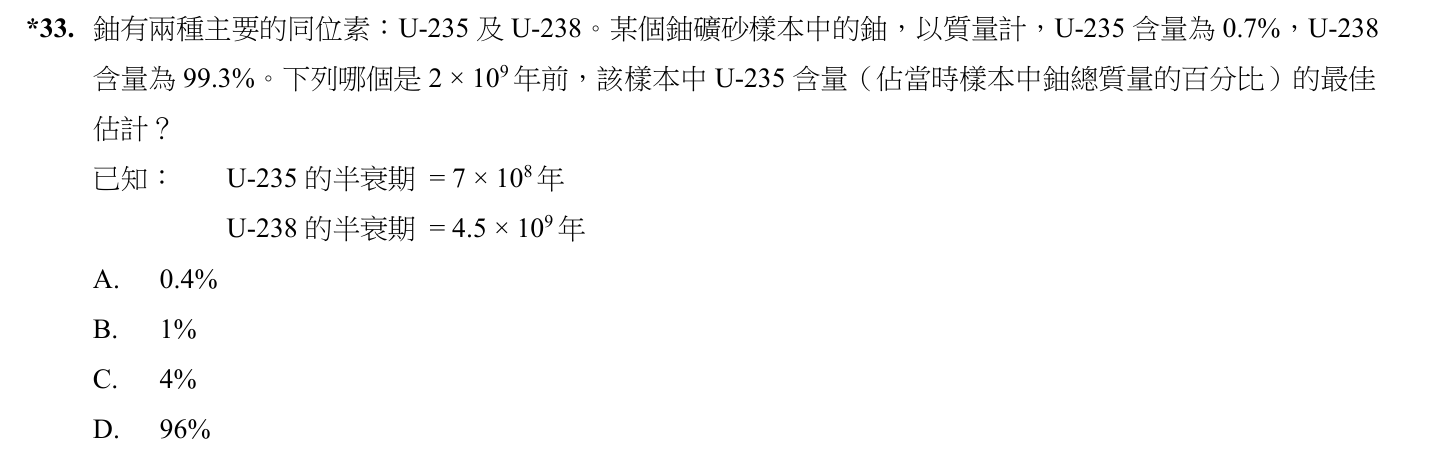 *33. 鈾有兩種主要的同位素：U-235 及 U-238。某個鈾礦砂樣本中的鈾，以質量計，U-235 含量為 0.7%，U-238
含量為 99.3%。下列哪個是 2 × 10⁹ 年前，該樣本中 U-235 含量（佔當時樣本中鈾總質量的百分比）的最佳
估計？
已知： U-235 的半衰期 = 7 × 10⁸ 年
U-238 的半衰期 = 4.5 × 10⁹ 年
A. 0.4%
B. 1%
C. 4%
D. 96%